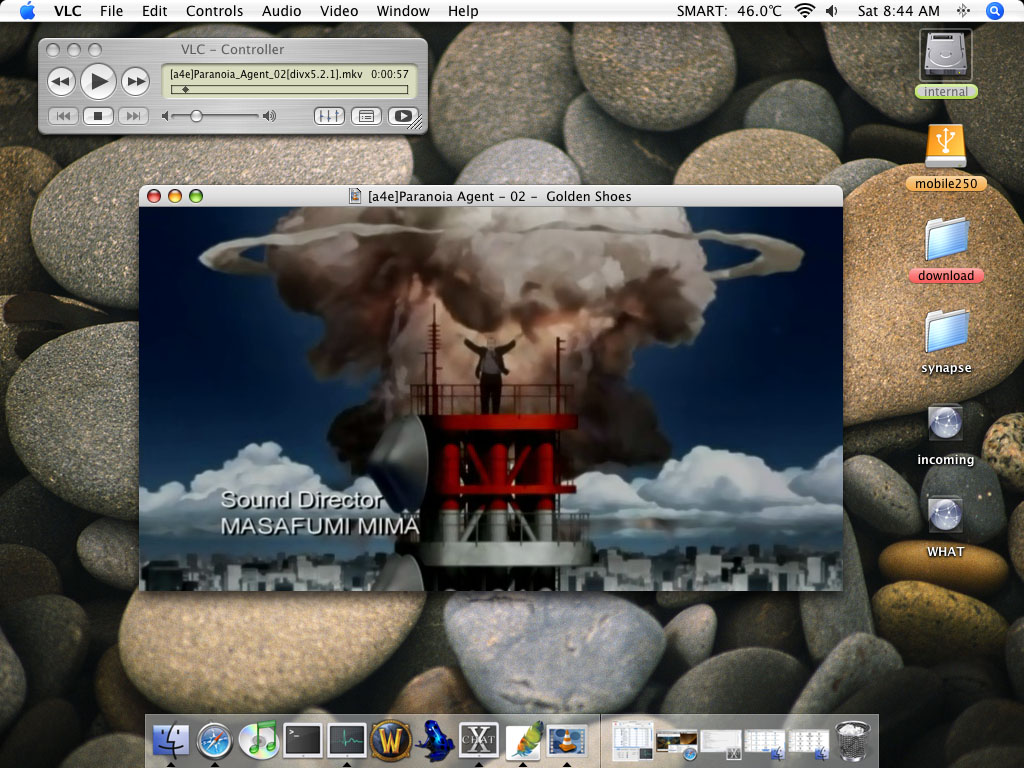 VLC File Edit Controls Audio Video Window Help SMART: 46.0℃ Sat 8:44 AM
VLC – Controller
[a4e]Paranoia_Agent_02[divx5.2.1].mkv 0:00:57
internal
mobile250
[a4e]Paranoia Agent – 02 – Golden Shoes
download
synapse
incoming
Sound Director
MASAFUMI MIMA
WHAT
W
X
CHAT